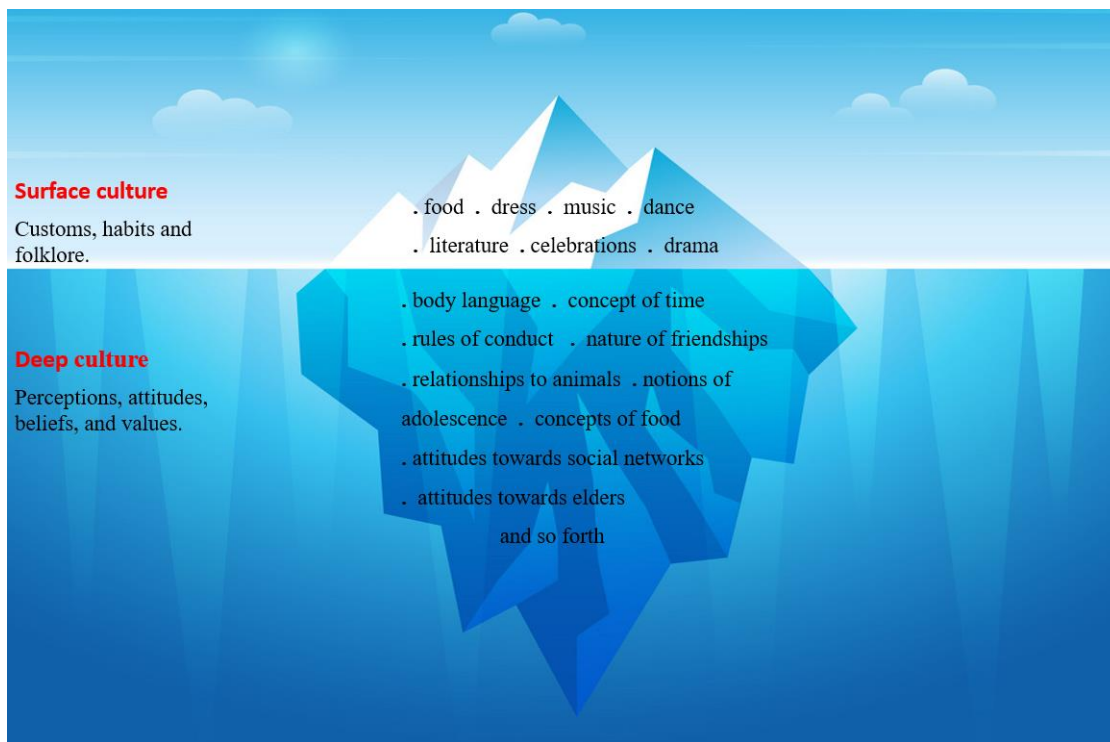 Surface culture
Customs, habits and
folklore.
. food . dress . music . dance
. literature . celebrations . drama
. body language . concept of time
. rules of conduct . nature of friendships
Deep culture
Perceptions, attitudes,
beliefs, and values.
. relationships to animals . notions of
adolescence . concepts of food
. attitudes towards social networks
. attitudes towards elders
and so forth